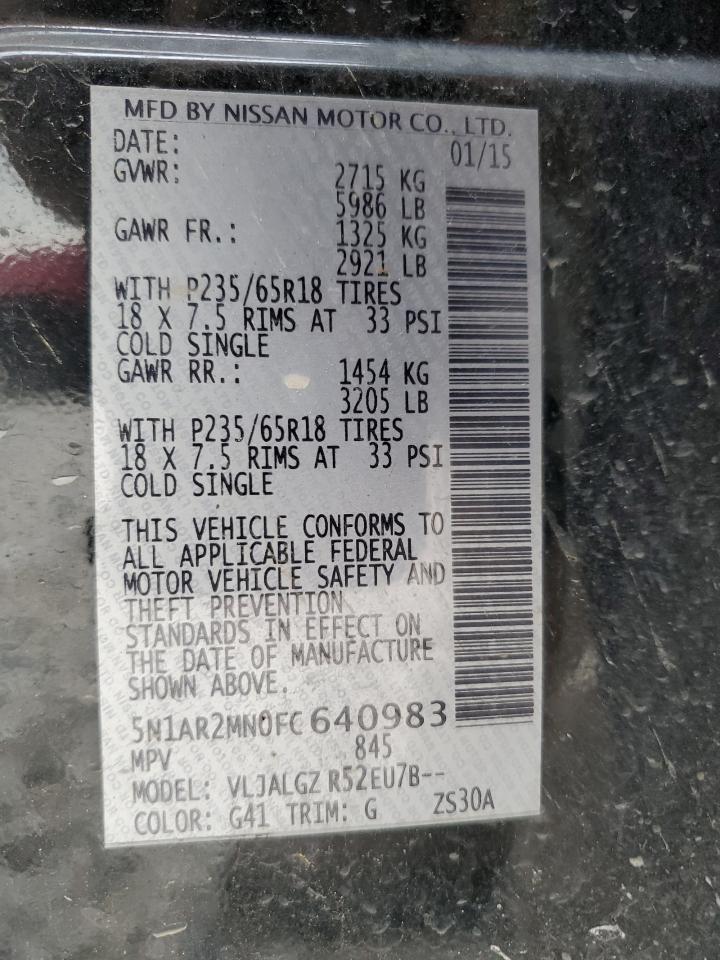 MFD BY NISSAN MOTOR CO., LTD.
DATE: 01/15
GVWR: 2715 KG
5986 LB
GAWR FR.: 1325 KG
2921 LB
WITH P235/65R18 TIRES
18 X 7.5 RIMS AT 33 PSI
COLD SINGLE
GAWR RR.: 1454 KG
3205 LB
WITH P235/65R18 TIRES
18 X 7.5 RIMS AT 33 PSI
COLD SINGLE
THIS VEHICLE CONFORMS TO
ALL APPLICABLE FEDERAL
MOTOR VEHICLE SAFETY AND
THEFT PREVENTION
STANDARDS IN EFFECT ON
THE DATE OF MANUFACTURE
SHOWN ABOVE.
5N1AR2MN0FC640983
MPV 845
MODEL: VLJALGZ R52EU7B--
COLOR: G41 TRIM: G ZS30A